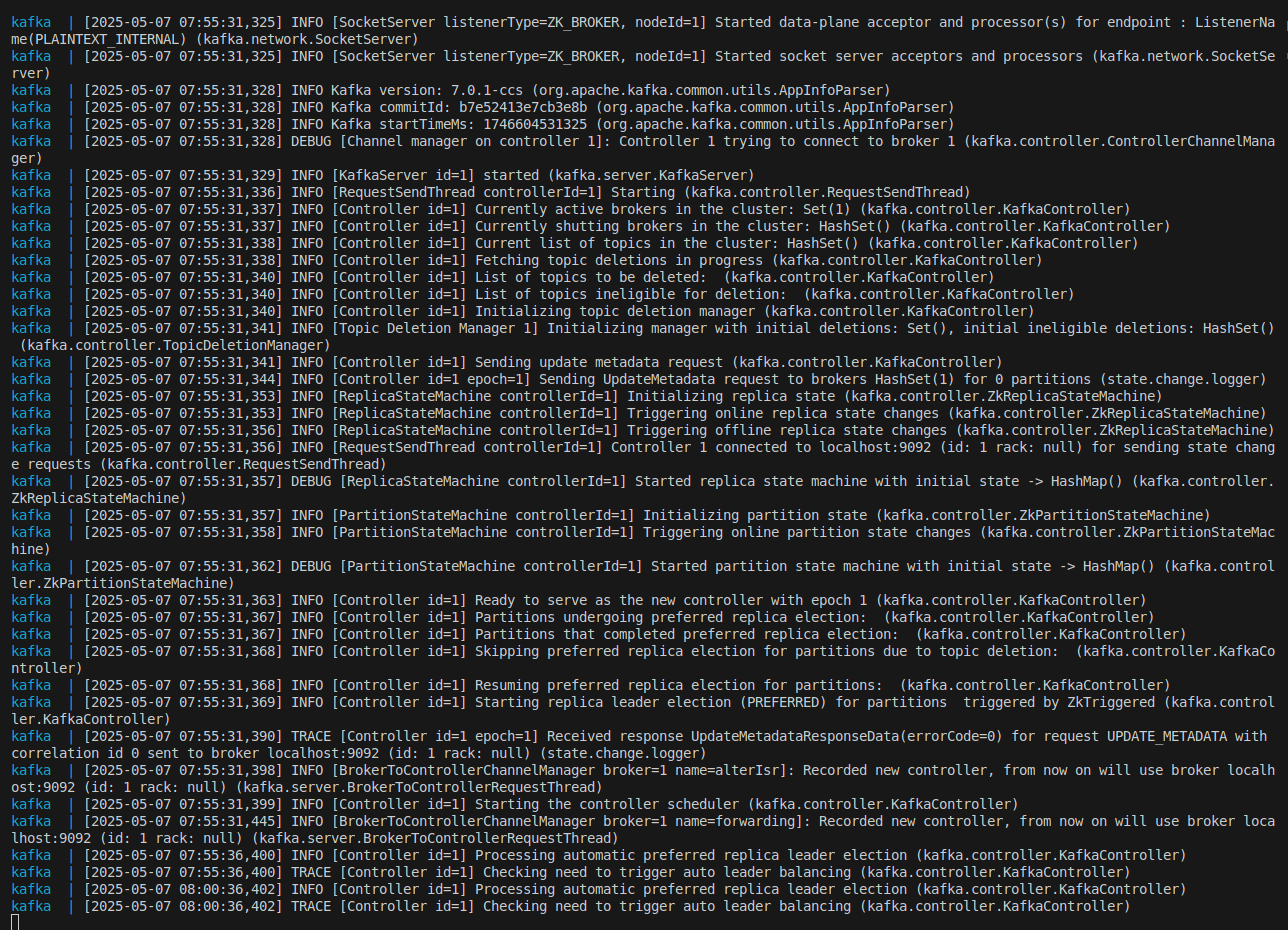 kafka  | [2025-05-07 07:55:31,325] INFO [SocketServer listenerType=ZK_BROKER, nodeId=1] Started data-plane acceptor and processor(s) for endpoint : ListenerNa
me(PLAINTEXT_INTERNAL) (kafka.network.SocketServer)
kafka  | [2025-05-07 07:55:31,325] INFO [SocketServer listenerType=ZK_BROKER, nodeId=1] Started socket server acceptors and processors (kafka.network.SocketSe
rver)
kafka  | [2025-05-07 07:55:31,328] INFO Kafka version: 7.0.1-ccs (org.apache.kafka.common.utils.AppInfoParser)
kafka  | [2025-05-07 07:55:31,328] INFO Kafka commitId: b7e52413e7cb3e8b (org.apache.kafka.common.utils.AppInfoParser)
kafka  | [2025-05-07 07:55:31,328] INFO Kafka startTimeMs: 1746604531325 (org.apache.kafka.common.utils.AppInfoParser)
kafka  | [2025-05-07 07:55:31,328] DEBUG [Channel manager on controller 1]: Controller 1 trying to connect to broker 1 (kafka.controller.ControllerChannelMana
ger)
kafka  | [2025-05-07 07:55:31,329] INFO [KafkaServer id=1] started (kafka.server.KafkaServer)
kafka  | [2025-05-07 07:55:31,336] INFO [RequestSendThread controllerId=1] Starting (kafka.controller.RequestSendThread)
kafka  | [2025-05-07 07:55:31,337] INFO [Controller id=1] Currently active brokers in the cluster: Set(1) (kafka.controller.KafkaController)
kafka  | [2025-05-07 07:55:31,337] INFO [Controller id=1] Currently shutting brokers in the cluster: HashSet() (kafka.controller.KafkaController)
kafka  | [2025-05-07 07:55:31,338] INFO [Controller id=1] Current list of topics in the cluster: HashSet() (kafka.controller.KafkaController)
kafka  | [2025-05-07 07:55:31,338] INFO [Controller id=1] Fetching topic deletions in progress (kafka.controller.KafkaController)
kafka  | [2025-05-07 07:55:31,340] INFO [Controller id=1] List of topics to be deleted:  (kafka.controller.KafkaController)
kafka  | [2025-05-07 07:55:31,340] INFO [Controller id=1] List of topics ineligible for deletion:  (kafka.controller.KafkaController)
kafka  | [2025-05-07 07:55:31,340] INFO [Controller id=1] Initializing topic deletion manager (kafka.controller.KafkaController)
kafka  | [2025-05-07 07:55:31,341] INFO [Topic Deletion Manager 1] Initializing manager with initial deletions: Set(), initial ineligible deletions: HashSet()
 (kafka.controller.TopicDeletionManager)
kafka  | [2025-05-07 07:55:31,341] INFO [Controller id=1] Sending update metadata request (kafka.controller.KafkaController)
kafka  | [2025-05-07 07:55:31,344] INFO [Controller id=1 epoch=1] Sending UpdateMetadata request to brokers HashSet(1) for 0 partitions (state.change.logger)
kafka  | [2025-05-07 07:55:31,353] INFO [ReplicaStateMachine controllerId=1] Initializing replica state (kafka.controller.ZkReplicaStateMachine)
kafka  | [2025-05-07 07:55:31,353] INFO [ReplicaStateMachine controllerId=1] Triggering online replica state changes (kafka.controller.ZkReplicaStateMachine)
kafka  | [2025-05-07 07:55:31,356] INFO [ReplicaStateMachine controllerId=1] Triggering offline replica state changes (kafka.controller.ZkReplicaStateMachine)
kafka  | [2025-05-07 07:55:31,356] INFO [RequestSendThread controllerId=1] Controller 1 connected to localhost:9092 (id: 1 rack: null) for sending state chang
e requests (kafka.controller.RequestSendThread)
kafka  | [2025-05-07 07:55:31,357] DEBUG [ReplicaStateMachine controllerId=1] Started replica state machine with initial state -> HashMap() (kafka.controller.
ZkReplicaStateMachine)
kafka  | [2025-05-07 07:55:31,357] INFO [PartitionStateMachine controllerId=1] Initializing partition state (kafka.controller.ZkPartitionStateMachine)
kafka  | [2025-05-07 07:55:31,358] INFO [PartitionStateMachine controllerId=1] Triggering online partition state changes (kafka.controller.ZkPartitionStateMac
hine)
kafka  | [2025-05-07 07:55:31,362] DEBUG [PartitionStateMachine controllerId=1] Started partition state machine with initial state -> HashMap() (kafka.control
ler.ZkPartitionStateMachine)
kafka  | [2025-05-07 07:55:31,363] INFO [Controller id=1] Ready to serve as the new controller with epoch 1 (kafka.controller.KafkaController)
kafka  | [2025-05-07 07:55:31,367] INFO [Controller id=1] Partitions undergoing preferred replica election:  (kafka.controller.KafkaController)
kafka  | [2025-05-07 07:55:31,367] INFO [Controller id=1] Partitions that completed preferred replica election:  (kafka.controller.KafkaController)
kafka  | [2025-05-07 07:55:31,368] INFO [Controller id=1] Skipping preferred replica election for partitions due to topic deletion:  (kafka.controller.KafkaCo
ntroller)
kafka  | [2025-05-07 07:55:31,368] INFO [Controller id=1] Resuming preferred replica election for partitions:  (kafka.controller.KafkaController)
kafka  | [2025-05-07 07:55:31,369] INFO [Controller id=1] Starting replica leader election (PREFERRED) for partitions  triggered by ZkTriggered (kafka.control
ler.KafkaController)
kafka  | [2025-05-07 07:55:31,390] TRACE [Controller id=1 epoch=1] Received response UpdateMetadataResponseData(errorCode=0) for request UPDATE_METADATA with
correlation id 0 sent to broker localhost:9092 (id: 1 rack: null) (state.change.logger)
kafka  | [2025-05-07 07:55:31,398] INFO [BrokerToControllerChannelManager broker=1 name=alterIsr]: Recorded new controller, from now on will use broker localh
ost:9092 (id: 1 rack: null) (kafka.server.BrokerToControllerRequestThread)
kafka  | [2025-05-07 07:55:31,399] INFO [Controller id=1] Starting the controller scheduler (kafka.controller.KafkaController)
kafka  | [2025-05-07 07:55:31,445] INFO [BrokerToControllerChannelManager broker=1 name=forwarding]: Recorded new controller, from now on will use broker loca
lhost:9092 (id: 1 rack: null) (kafka.server.BrokerToControllerRequestThread)
kafka  | [2025-05-07 07:55:36,400] INFO [Controller id=1] Processing automatic preferred replica leader election (kafka.controller.KafkaController)
kafka  | [2025-05-07 07:55:36,400] TRACE [Controller id=1] Checking need to trigger auto leader balancing (kafka.controller.KafkaController)
kafka  | [2025-05-07 08:00:36,402] INFO [Controller id=1] Processing automatic preferred replica leader election (kafka.controller.KafkaController)
kafka  | [2025-05-07 08:00:36,402] TRACE [Controller id=1] Checking need to trigger auto leader balancing (kafka.controller.KafkaController)